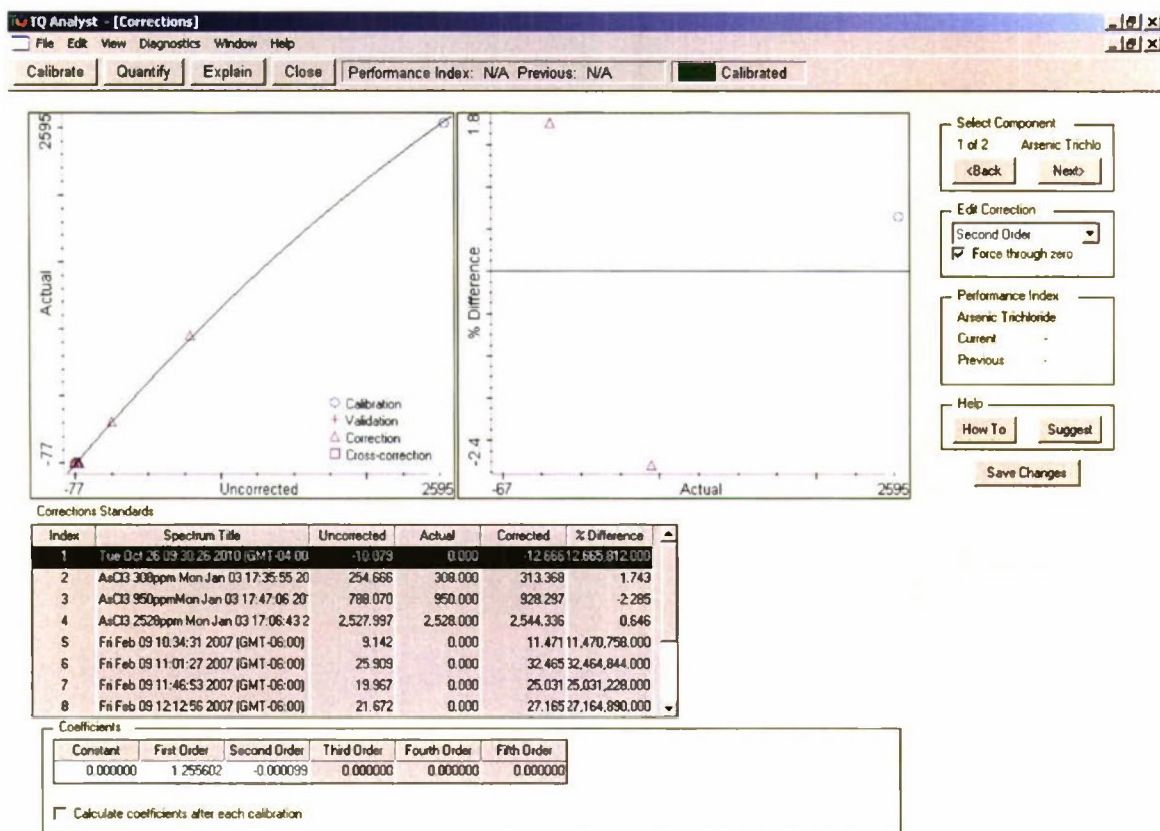 TQ Analyst - [Corrections]
File Edit View Diagnostics Window Help
Calibrate Quantify Explain Close Performance Index: N/A Previous: N/A Calibrated
2595
Actual
-77
-77 Uncorrected 2595
Calibration
Validation
Correction
Cross-correction
1.8
% Difference
-2.4
-67 Actual 2595
Select Component
1 of 2 Arsenic Trichlo
<Back Next>
Edit Correction
Second Order
Force through zero
Performance Index
Arsenic Trichloride
Current -
Previous -
Help
How To Suggest
Save Changes
Corrections Standards
Index Spectrum Title Uncorrected Actual Corrected % Difference
1 Tue Oct 26 09:30:26 2010 (GMT-04:00 -10.079 0.000 -12.666 12,665,812.000
2 AsCl3 308ppm Mon Jan 03 17:35:55 20 254.666 308.000 313.368 1.743
3 AsCl3 950ppmMon Jan 03 17:47:06 20 788.070 950.000 928.297 -2.285
4 AsCl3 2528ppm Mon Jan 03 17:06:43 2 2,527.997 2,528.000 2,544.336 0.646
5 Fri Feb 09 10:34:31 2007 (GMT-06:00) 9.142 0.000 11.471 11,470,758.000
6 Fri Feb 09 11:01:27 2007 (GMT-06:00) 25.909 0.000 32.465 32,464,844.000
7 Fri Feb 09 11:46:53 2007 (GMT-06:00) 19.967 0.000 25.031 25,031,228.000
8 Fri Feb 09 12:12:56 2007 (GMT-06:00) 21.672 0.000 27.165 27,164,890.000
Coefficients
Constant First Order Second Order Third Order Fourth Order Fifth Order
0.000000 1.255602 -0.000099 0.000000 0.000000 0.000000
Calculate coefficients after each calibration